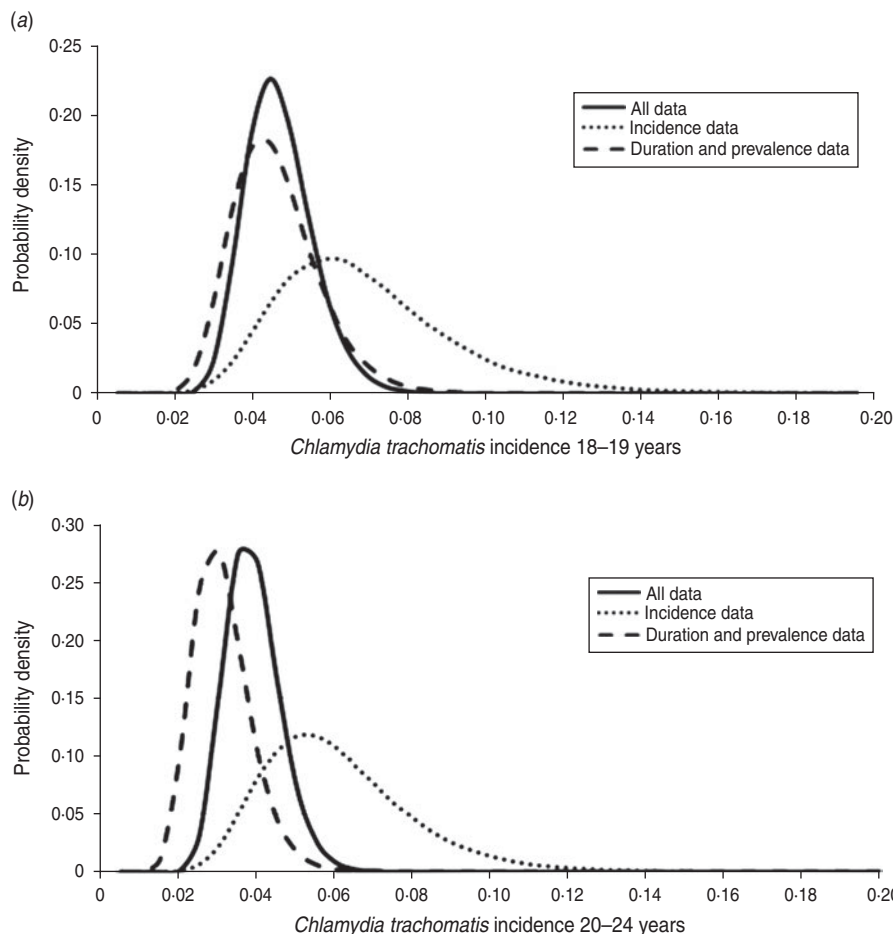 (a)
0·25
0·20
0·15
0·10
0·05
0
Probability density
All data
Incidence data
Duration and prevalence data
0 0·02 0·04 0·06 0·08 0·10 0·12 0·14 0·16 0·18 0·20
Chlamydia trachomatis incidence 18–19 years
(b)
0·30
0·25
0·20
0·15
0·10
0·05
0
Probability density
All data
Incidence data
Duration and prevalence data
0 0·02 0·04 0·06 0·08 0·10 0·12 0·14 0·16 0·18 0·20
Chlamydia trachomatis incidence 20–24 years